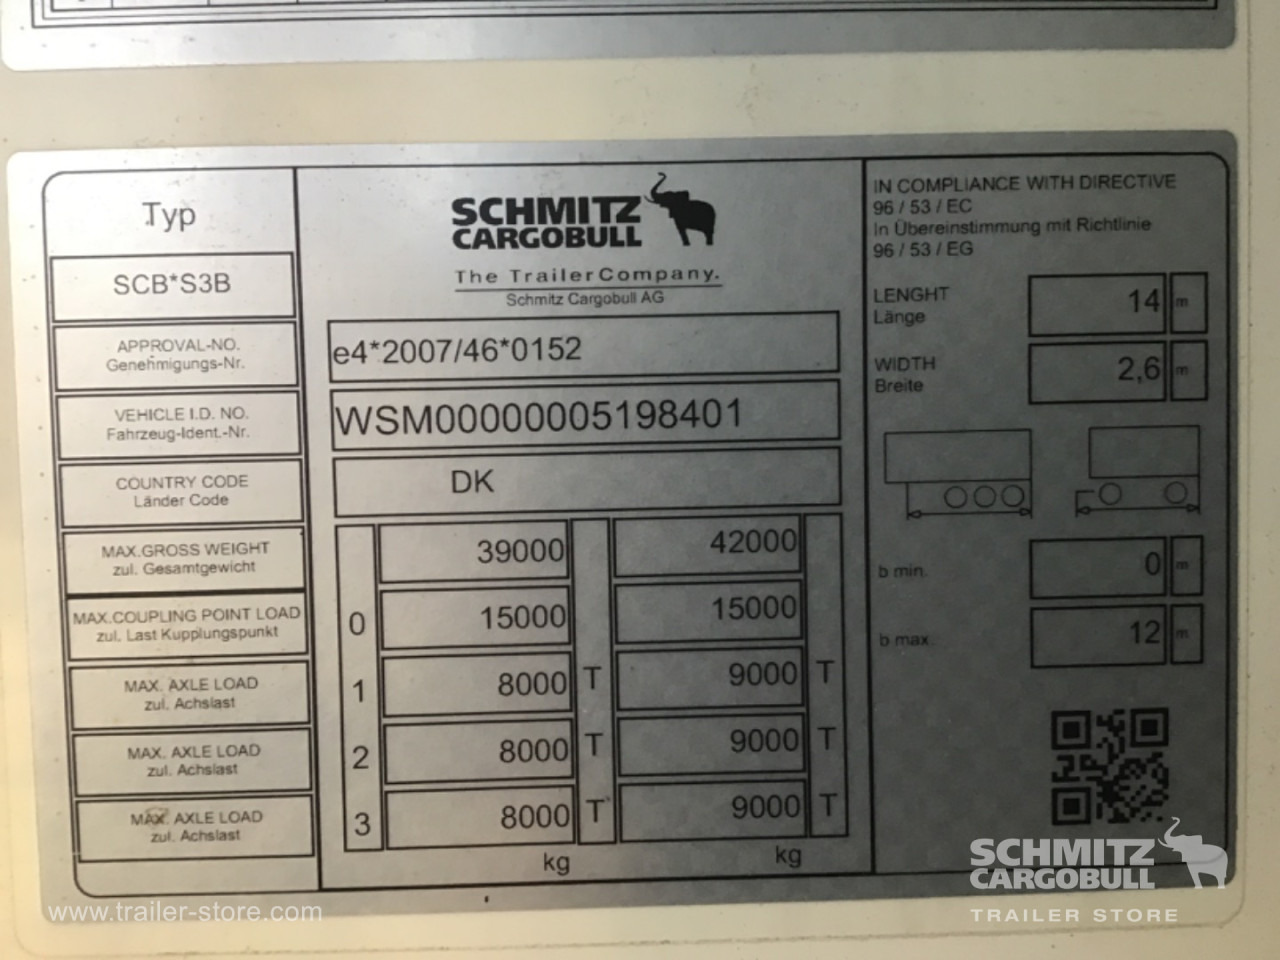 Typ
SCB*S3B
APPROVAL-NO.
Genehmigungs-Nr.
VEHICLE I.D. NO.
Fahrzeug-Ident.-Nr.
COUNTRY CODE
Länder Code
MAX.GROSS WEIGHT
zul. Gesamtgewicht
MAX.COUPLING POINT LOAD
zul. Last Kupplungspunkt
MAX. AXLE LOAD
zul. Achslast
MAX. AXLE LOAD
zul. Achslast
MAX. AXLE LOAD
zul. Achslast
SCHMITZ
CARGOBULL
The TrailerCompany.
Schmitz Cargobull AG
e4*2007/46*0152
WSM00000005198401
DK
39000 42000
0 15000 15000
1 8000 T 9000 T
2 8000 T 9000 T
3 8000 T 9000 T
kg kg
IN COMPLIANCE WITH DIRECTIVE
96 / 53 / EC
In Übereinstimmung mit Richtlinie
96 / 53 / EG
LENGHT
Länge
14 m
WIDTH
Breite
2,6 m
b min. 0 m
b max. 12 m
www.trailer-store.com
SCHMITZ
CARGOBULL
TRAILER STORE